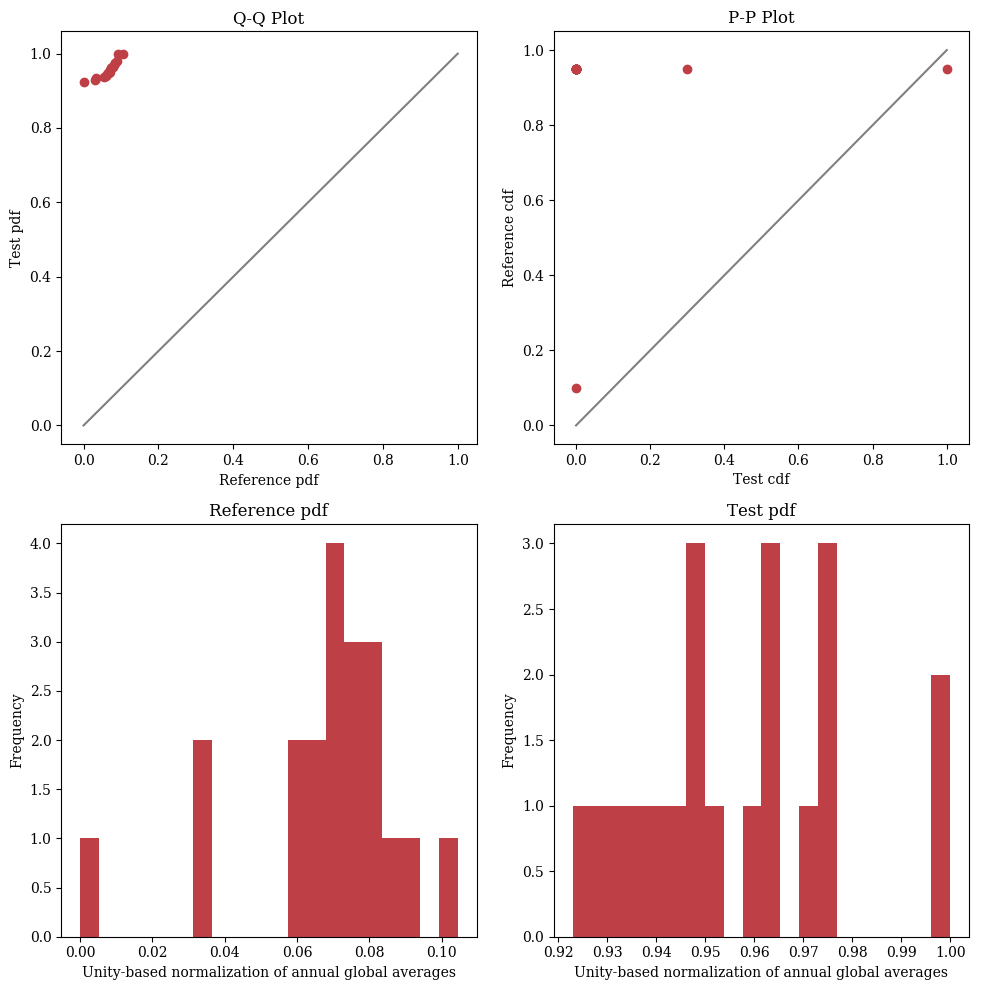 Q-Q Plot
P-P Plot
1.0
0.8
0.6
0.4
0.2
0.0
Test pdf
0.0 0.2 0.4 0.6 0.8 1.0
Reference pdf
1.0
0.8
0.6
0.4
0.2
0.0
Reference cdf
0.0 0.2 0.4 0.6 0.8 1.0
Test cdf
Reference pdf
4.0
3.5
3.0
2.5
2.0
1.5
1.0
0.5
0.0
Frequency
0.00 0.02 0.04 0.06 0.08 0.10
Unity-based normalization of annual global averages
Test pdf
3.0
2.5
2.0
1.5
1.0
0.5
0.0
Frequency
0.92 0.93 0.94 0.95 0.96 0.97 0.98 0.99 1.00
Unity-based normalization of annual global averages